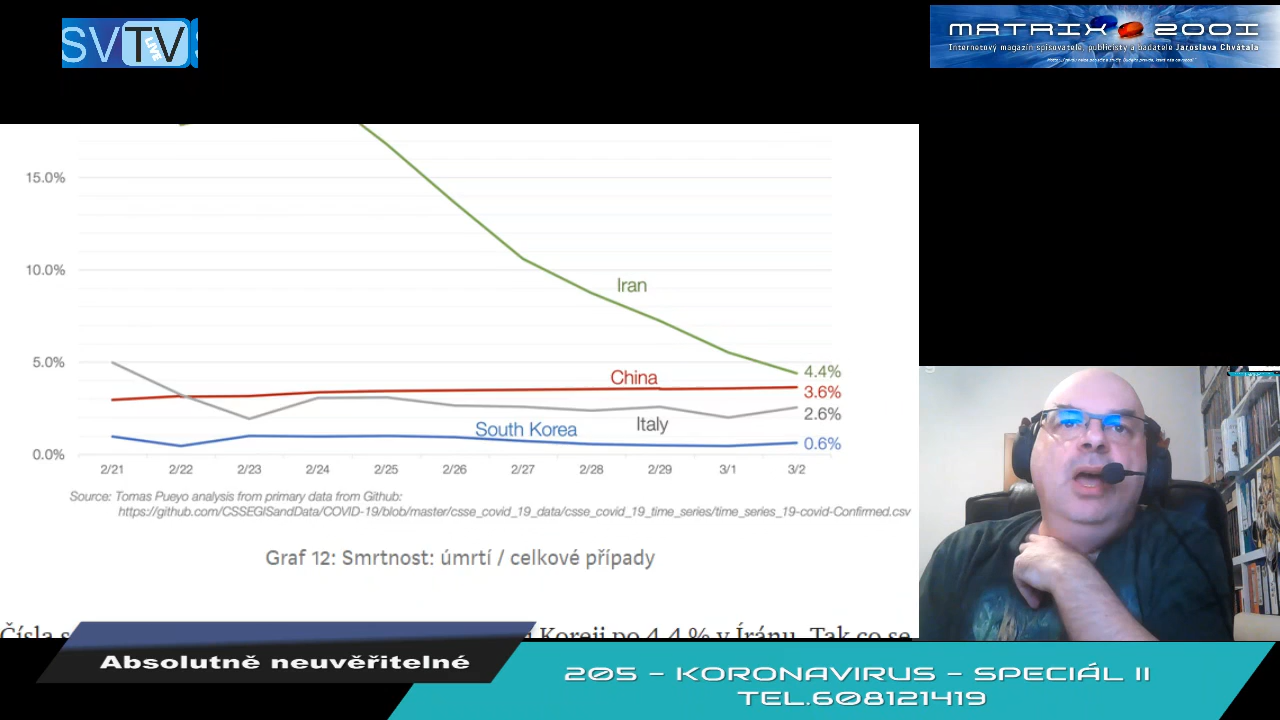 SVTV
LIVE
MATRIX 2001
Internetový magazín spisovatele, publicisty a badatele Jaroslava Chvátala
15.0%
10.0%
5.0%
0.0%
Iran
China
Italy
South Korea
4.4%
3.6%
2.6%
0.6%
2/21 2/22 2/23 2/24 2/25 2/26 2/27 2/28 2/29 3/1 3/2
Source: Tomas Pueyo analysis from primary data from Github:
https://github.com/CSSEGISandData/COVID-19/blob/master/csse_covid_19_data/csse_covid_19_time_series/time_series_19-covid-Confirmed.csv
Graf 12: Smrtnost: úmrtí / celkové případy
Čísla Koreji po 4,4 % v Íránu. Tak co se
Absolutně neuvěřitelné
205 - KORONAVIRUS - SPECIÁL II
TEL.608121419